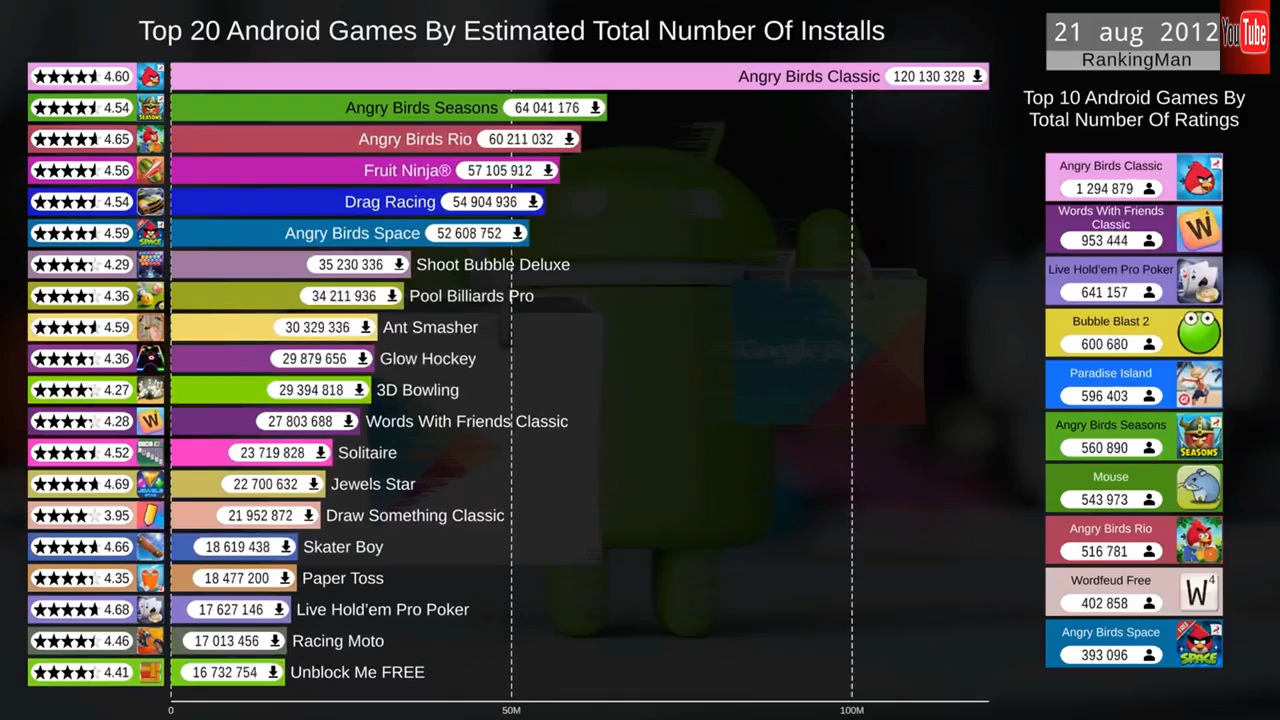 Top 20 Android Games By Estimated Total Number Of Installs
21 aug 2012
YouTube
RankingMan
4.60 Angry Birds Classic 120 130 328
4.54 SEASONS Angry Birds Seasons 64 041 176
4.65 Angry Birds Rio 60 211 032
4.56 Fruit Ninja® 57 105 912
4.54 Drag Racing 54 904 936
4.59 SPACE Angry Birds Space 52 608 752
4.29 35 230 336 Shoot Bubble Deluxe
4.36 34 211 936 Pool Billiards Pro
4.59 30 329 336 Ant Smasher
4.36 29 879 656 Glow Hockey
4.27 29 394 818 3D Bowling
4.28 W 27 803 688 Words With Friends Classic
4.52 23 719 828 Solitaire
4.69 22 700 632 Jewels Star
3.95 21 952 872 Draw Something Classic
4.66 18 619 438 Skater Boy
4.35 18 477 200 Paper Toss
4.68 17 627 146 Live Hold’em Pro Poker
4.46 17 013 456 Racing Moto
4.41 16 732 754 Unblock Me FREE
0 50M 100M
Top 10 Android Games By
Total Number Of Ratings
Angry Birds Classic
1 294 879
Words With Friends
Classic
953 444
W
Live Hold’em Pro Poker
641 157
Bubble Blast 2
600 680
Paradise Island
596 403
Angry Birds Seasons
560 890
SEASONS
Mouse
543 973
Angry Birds Rio
516 781
Wordfeud Free
402 858
W4
Angry Birds Space
393 096
FREE
SPACE